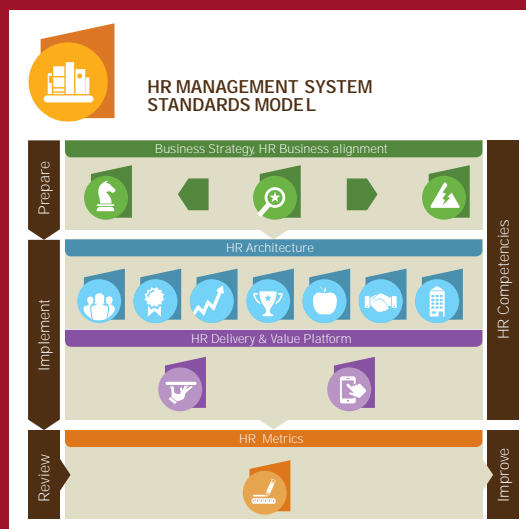 HR MANAGEMENT SYSTEM
STANDARDS MODEL
Business Strategy, HR Business alignment
Prepare
HR Architecture
Implement
HR Competencies
HR Delivery & Value Platform
HR Metrics
Review
Improve